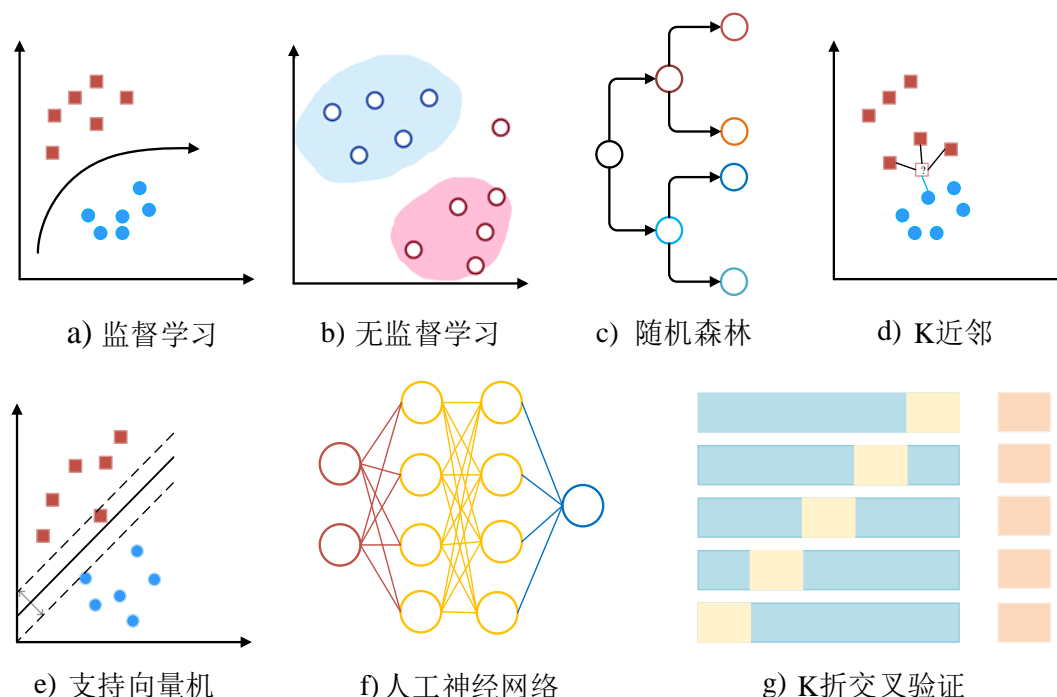 ?
a) 监督学习
b) 无监督学习
c) 随机森林
d) K近邻
e) 支持向量机
f) 人工神经网络
g) K折交叉验证